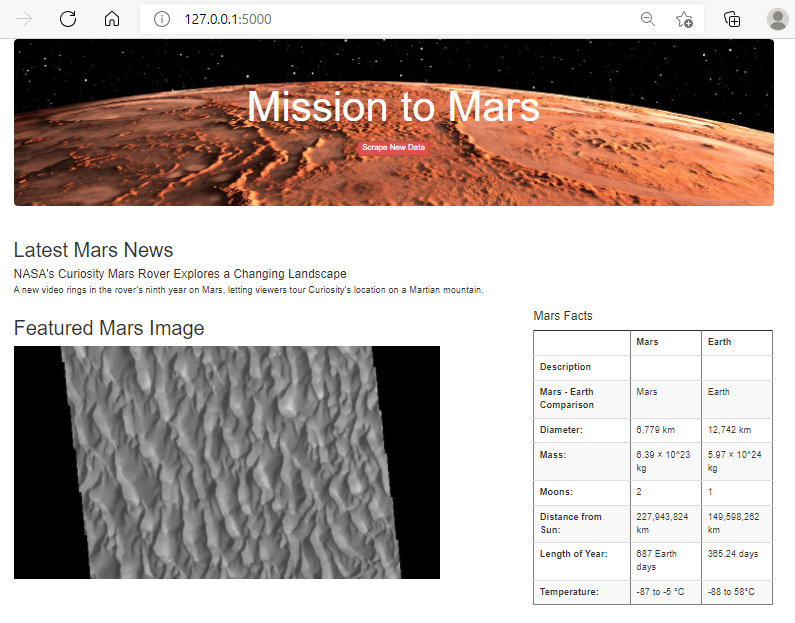 127.0.0.1:5000
Mission to Mars
Scrape New Data
Latest Mars News
NASA's Curiosity Mars Rover Explores a Changing Landscape
A new video rings in the rover's ninth year on Mars, letting viewers tour Curiosity's location on a Martian mountain.
Featured Mars Image
Mars Facts
Mars Earth
Description
Mars - Earth Mars Earth
Comparison
Diameter: 6,779 km 12,742 km
Mass: 6.39 × 10^23 5.97 × 10^24
kg kg
Moons: 2 1
Distance from 227,943,824 149,598,262
Sun: km km
Length of Year: 687 Earth 365.24 days
days
Temperature: -87 to -5 °C -88 to 58°C